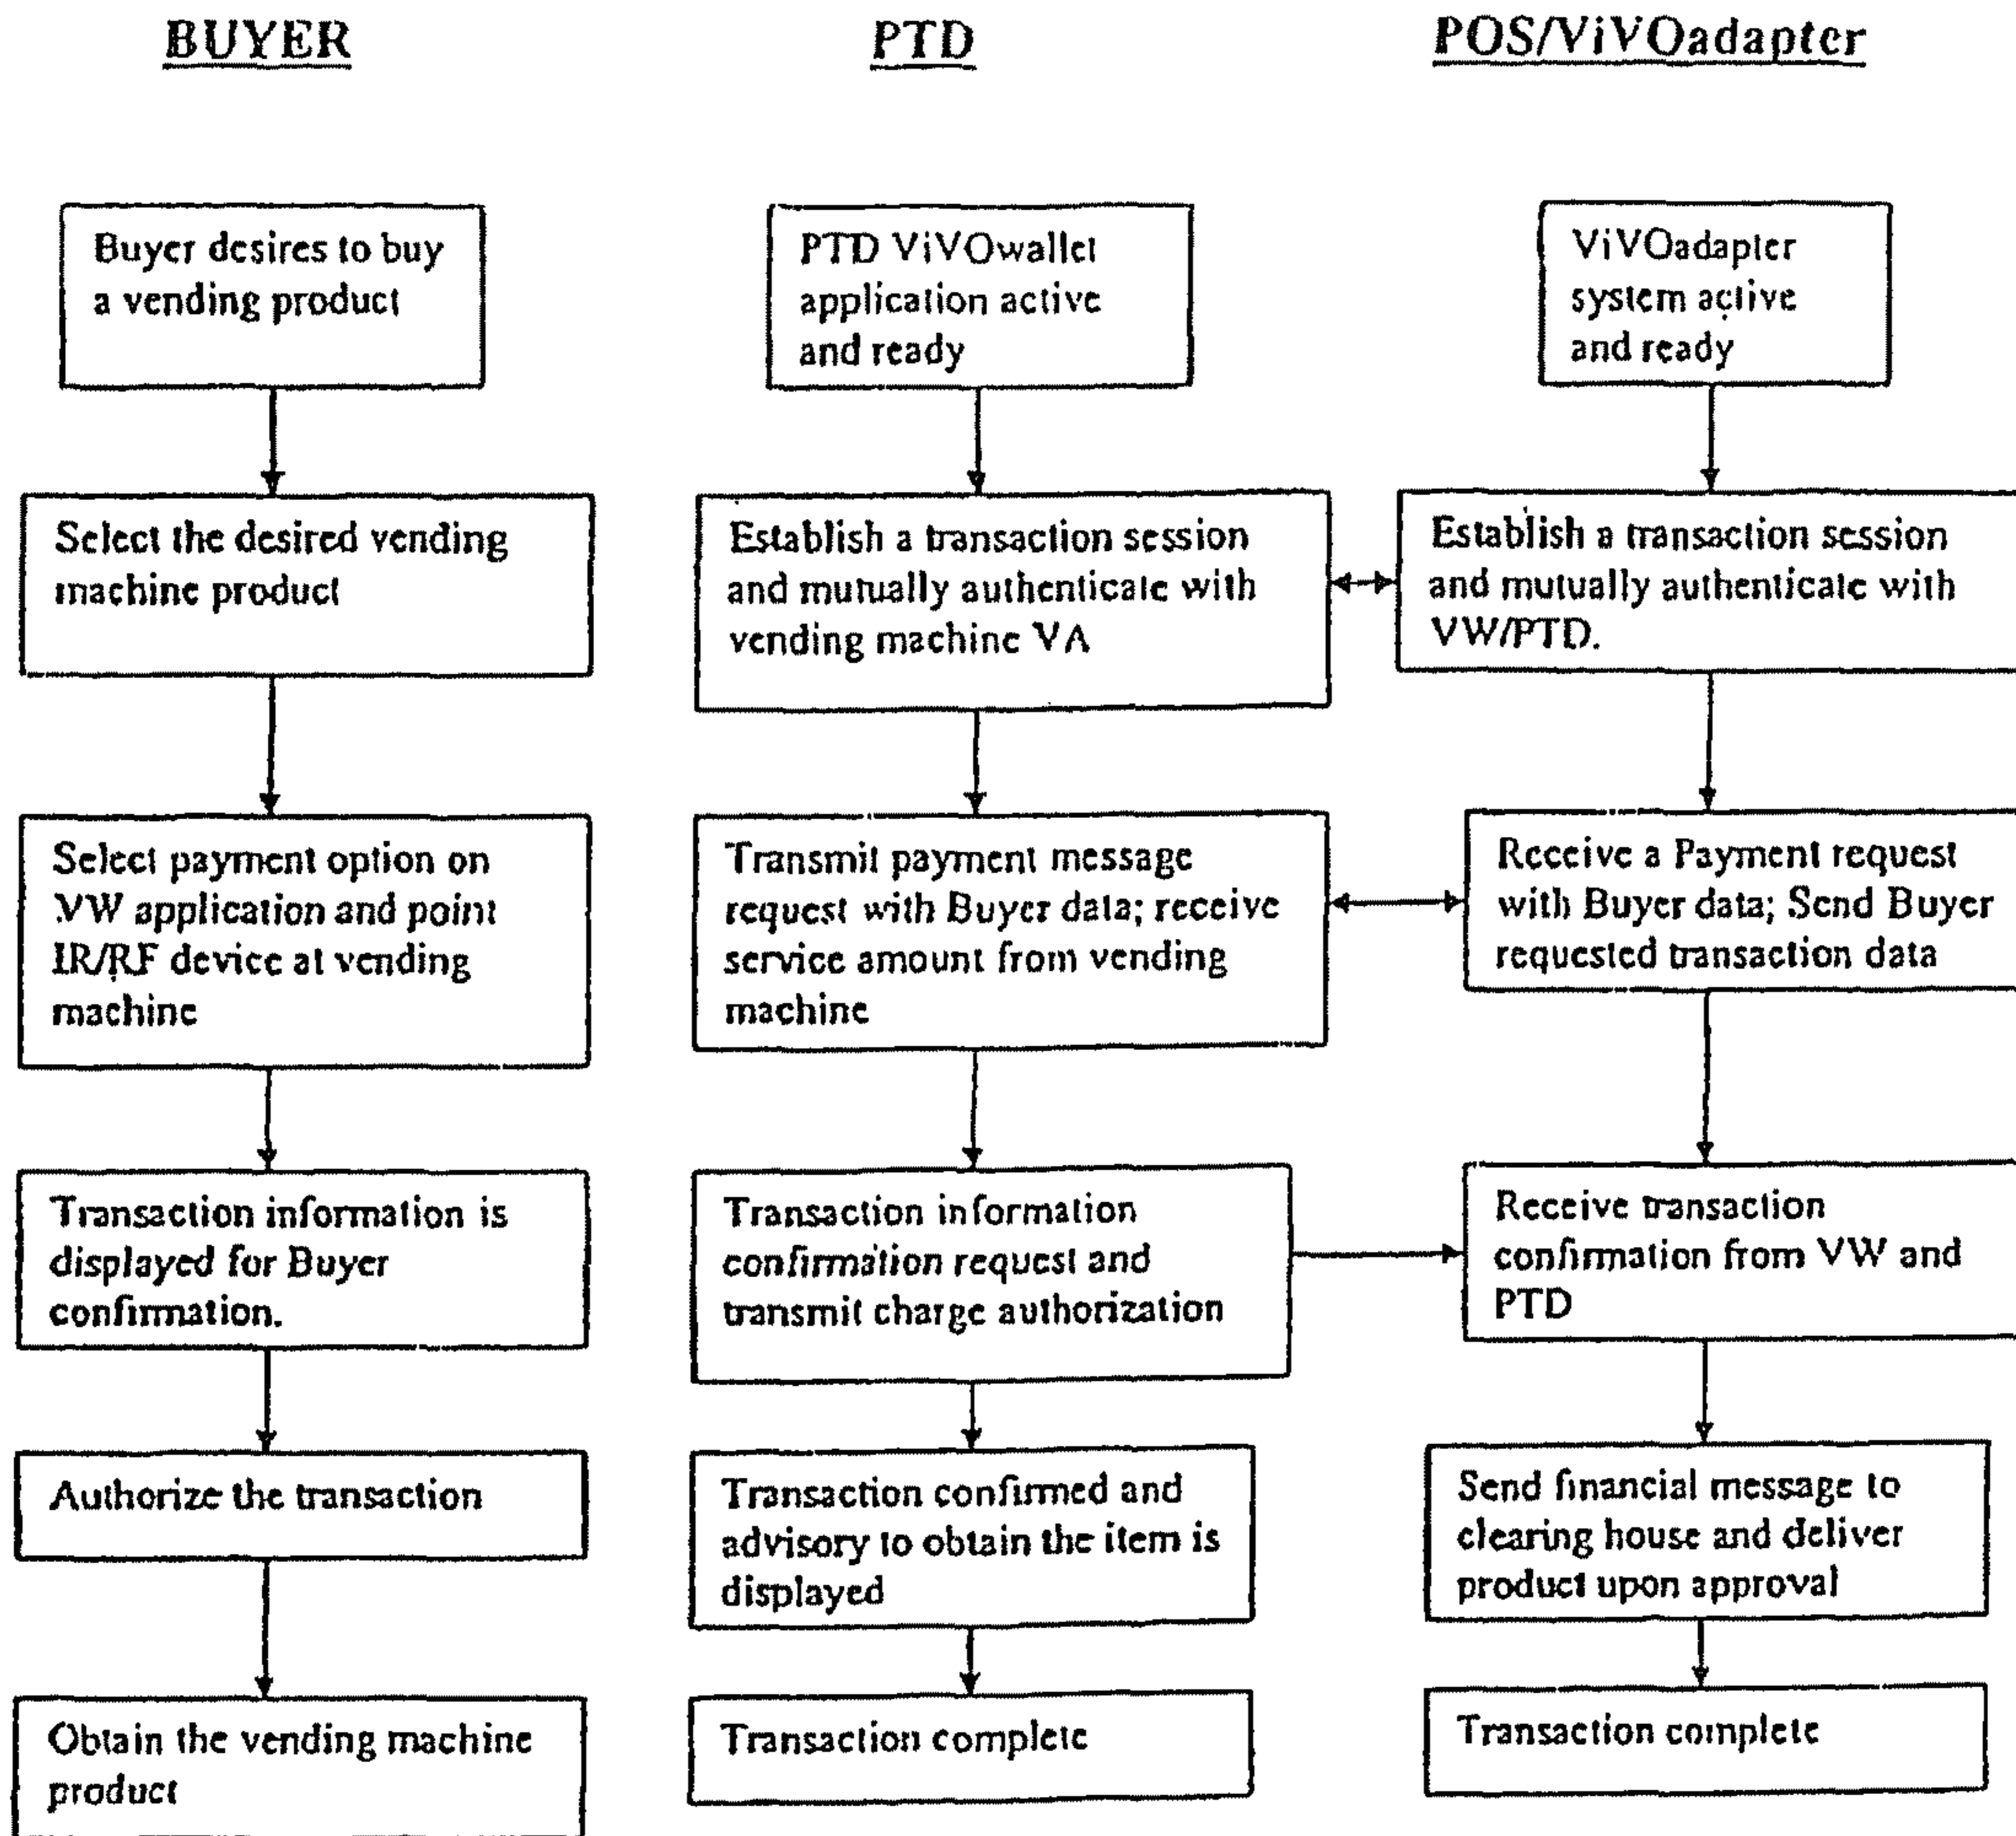 BUYER
PTD
POS/ViVOadapter
Buyer desires to buy
a vending product
PTD ViVOwallet
application active
and ready
ViVOadapter
system active
and ready
Select the desired vending
machine product
Establish a transaction session
and mutually authenticate with
vending machine VA
Establish a transaction session
and mutually authenticate with
VW/PTD.
Select payment option on
VW application and point
IR/RF device at vending
machine
Transmit payment message
request with Buyer data; receive
service amount from vending
machine
Receive a Payment request
with Buyer data; Send Buyer
requested transaction data
Transaction information is
displayed for Buyer
confirmation.
Transaction information
confirmation request and
transmit charge authorization
Receive transaction
confirmation from VW and
PTD
Authorize the transaction
Transaction confirmed and
advisory to obtain the item is
displayed
Send financial message to
clearing house and deliver
product upon approval
Obtain the vending machine
product
Transaction complete
Transaction complete